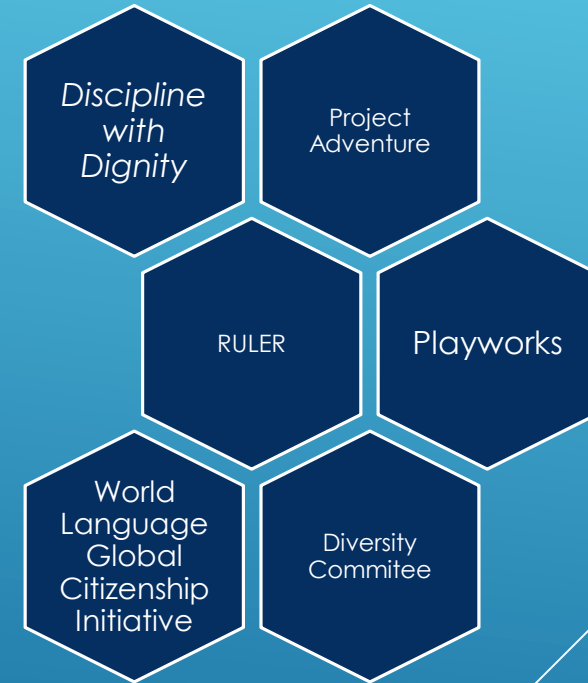 Discipline
with
Dignity
Project
Adventure
RULER
Playworks
World
Language
Global
Citizenship
Initiative
Diversity
Commitee